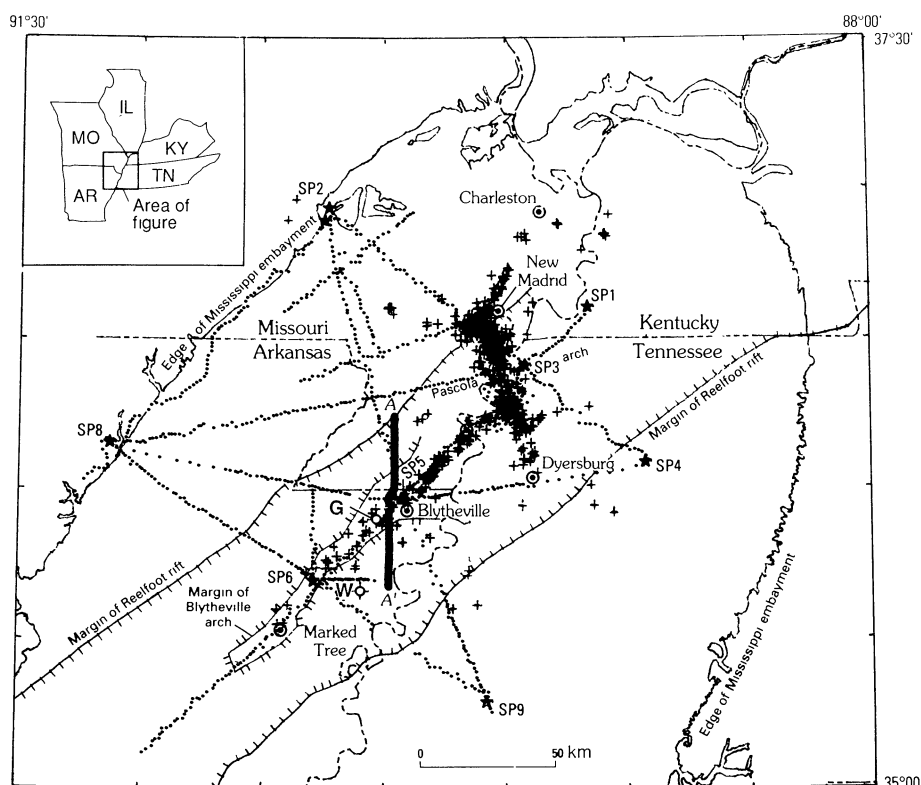 91°30'
88°00'
37°30'
IL
MO
KY
TN
AR
Area of
figure
SP2
Charleston
Edge of Mississippi embayment
New
Madrid
SP1
Missouri
Arkansas
Kentucky
Tennessee
SP3
arch
Pascola
Margin of Reelfoot rift
A
SP8
SP5
SP4
Dyersburg
G
Blytheville
SP6
W
A'
Margin of Reelfoot rift
Margin of
Blytheville
arch
Marked
Tree
Edge of Mississippi embayment
SP9
0
50 km
35°00'